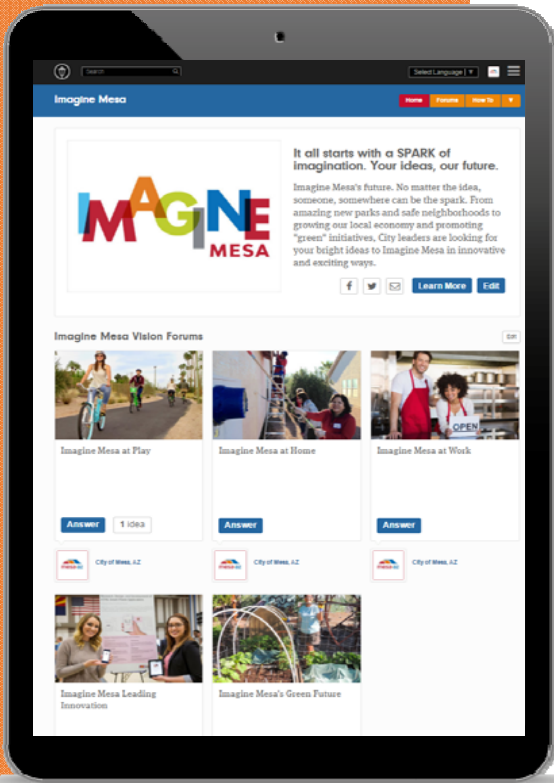 Search
Select Language
Imagine Mesa
Home
Forums
How To
IMAGINE
MESA
It all starts with a SPARK of
imagination. Your ideas, our future.
Imagine Mesa's future. No matter the idea,
someone, somewhere can be the spark. From
amazing new parks and safe neighborhoods to
growing our local economy and promoting
"green" initiatives, City leaders are looking for
your bright ideas to Imagine Mesa in innovative
and exciting ways.
Learn More
Edit
Imagine Mesa Vision Forums
Edit
OPEN
Imagine Mesa at Play
Imagine Mesa at Home
Imagine Mesa at Work
Answer
1 idea
Answer
Answer
City of Mesa, AZ
City of Mesa, AZ
City of Mesa, AZ
Imagine Mesa Leading
Innovation
Imagine Mesa's Green Future